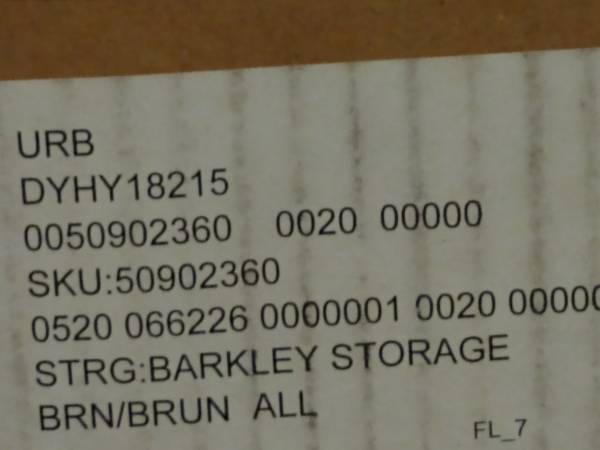 URB
DYHY18215
0050902360 0020 00000
SKU:50902360
0520 066226 0000001 0020 00000
STRG:BARKLEY STORAGE
BRN/BRUN ALL
FL_7